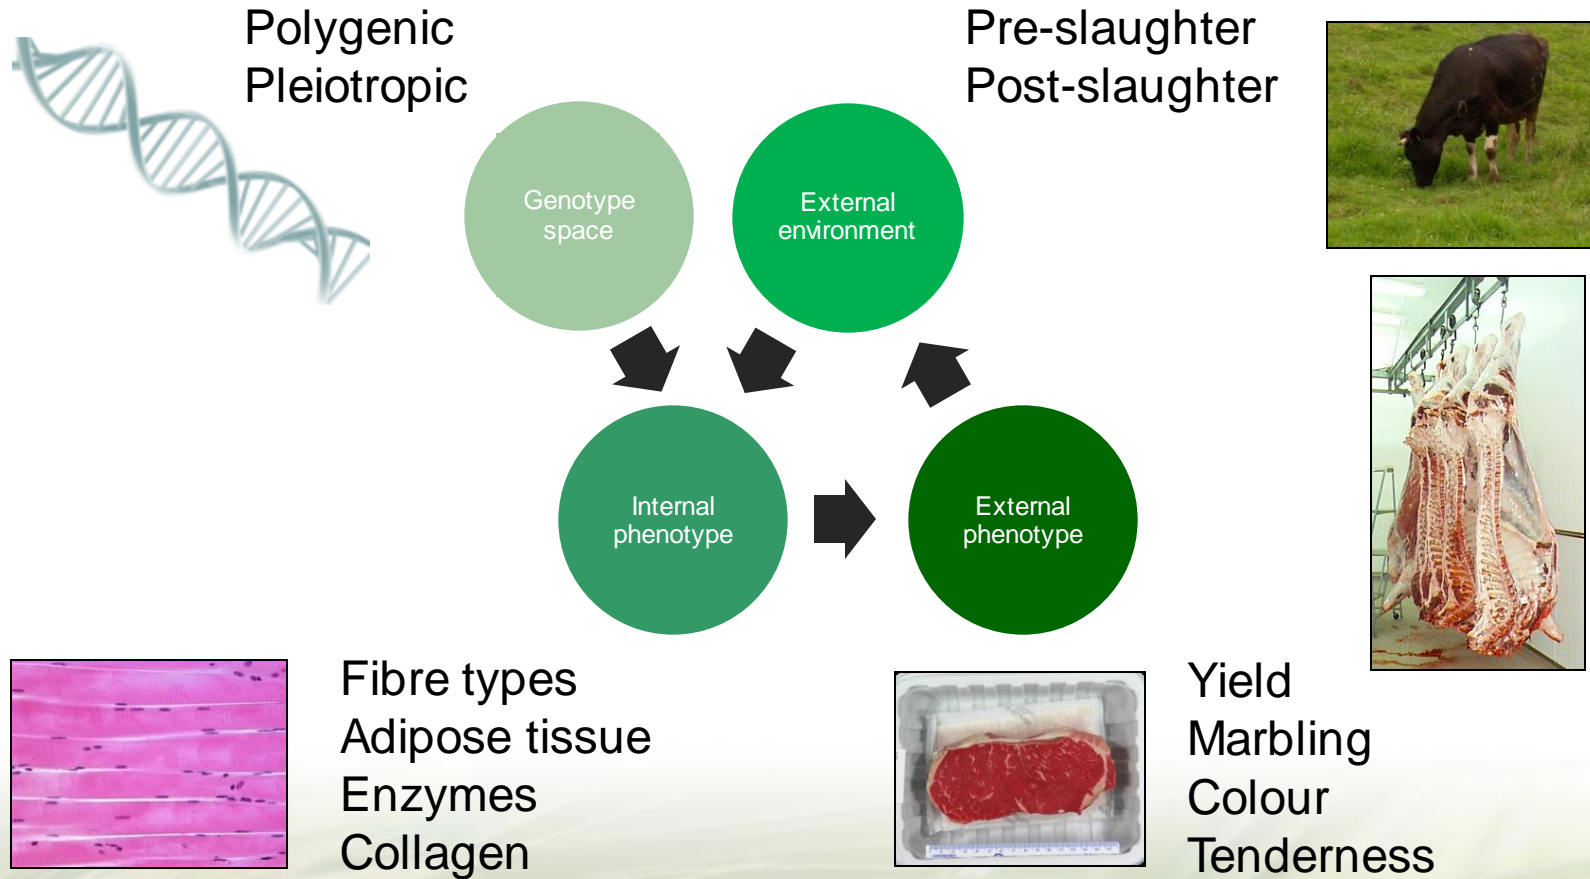 Polygenic
Pleiotropic
Pre-slaughter
Post-slaughter
Genotype
space
External
environment
Internal
phenotype
External
phenotype
Fibre types
Adipose tissue
Enzymes
Collagen
Yield
Marbling
Colour
Tenderness